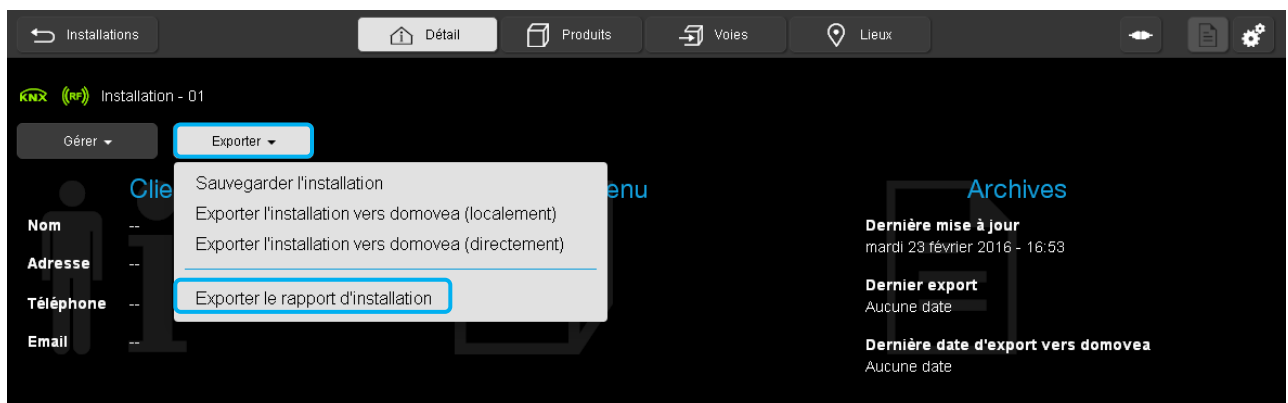 Installations
Détail
Produits
Voies
Lieux
KNX
((RF))
Installation - 01
Gérer
Exporter
Clie
enu
Archives
Sauvegarder l'installation
Exporter l'installation vers domovea (localement)
Exporter l'installation vers domovea (directement)
Exporter le rapport d'installation
Nom --
Adresse --
Téléphone --
Email --
Dernière mise à jour
mardi 23 février 2016 - 16:53
Dernier export
Aucune date
Dernière date d'export vers domovea
Aucune date